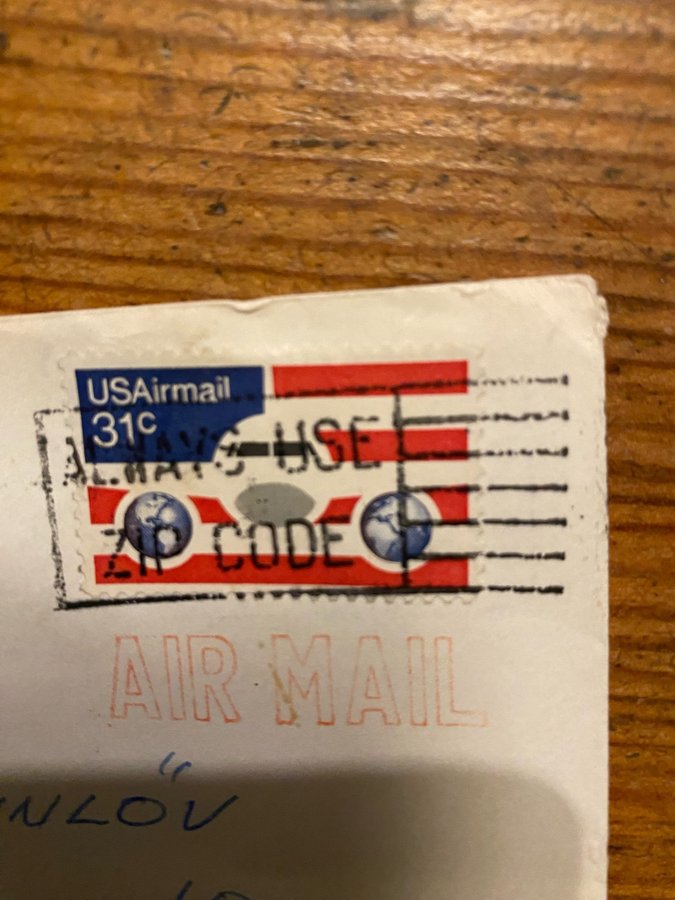 USAirmail
31c
ALWAYS USE
ZIP CODE
AIR MAIL